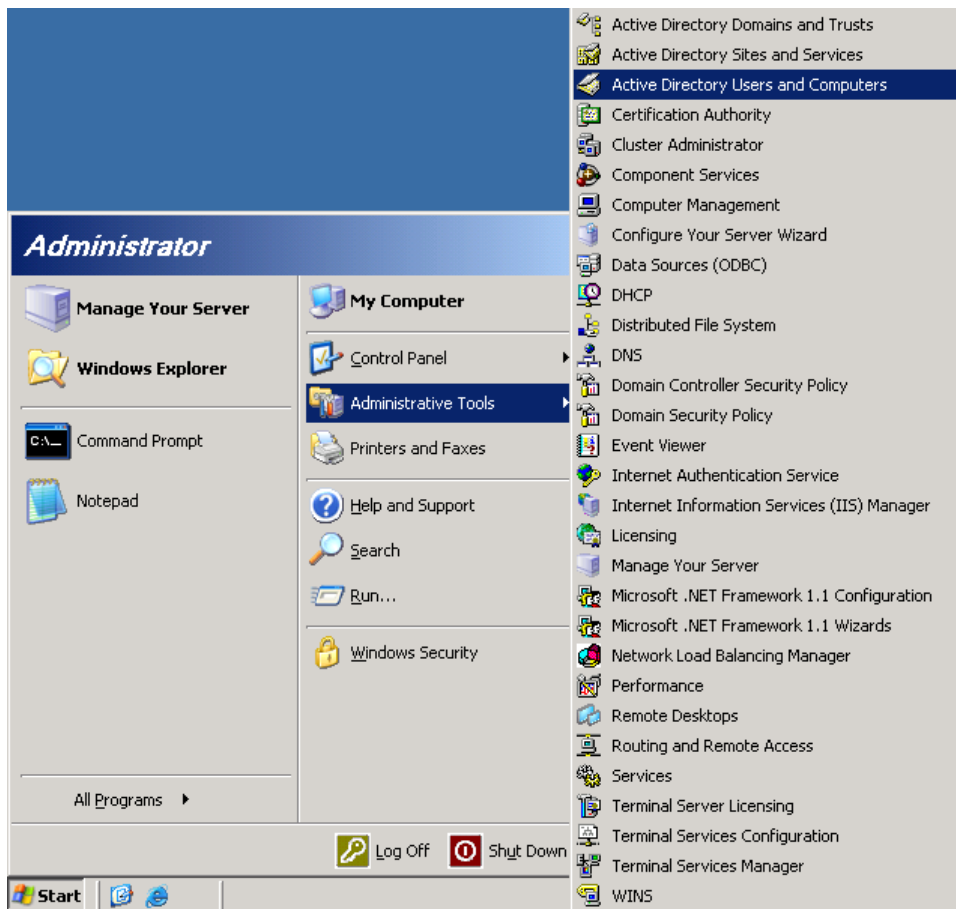 Administrator
Manage Your Server
Windows Explorer
Command Prompt
C:\_
Notepad
All Programs
My Computer
Control Panel
Administrative Tools
Printers and Faxes
Help and Support
Search
Run...
Windows Security
Log Off
Shut Down
Start
Active Directory Domains and Trusts
Active Directory Sites and Services
Active Directory Users and Computers
Certification Authority
Cluster Administrator
Component Services
Computer Management
Configure Your Server Wizard
Data Sources (ODBC)
DHCP
Distributed File System
DNS
Domain Controller Security Policy
Domain Security Policy
Event Viewer
Internet Authentication Service
Internet Information Services (IIS) Manager
Licensing
Manage Your Server
Microsoft .NET Framework 1.1 Configuration
Microsoft .NET Framework 1.1 Wizards
Network Load Balancing Manager
Performance
Remote Desktops
Routing and Remote Access
Services
Terminal Server Licensing
Terminal Services Configuration
Terminal Services Manager
WINS